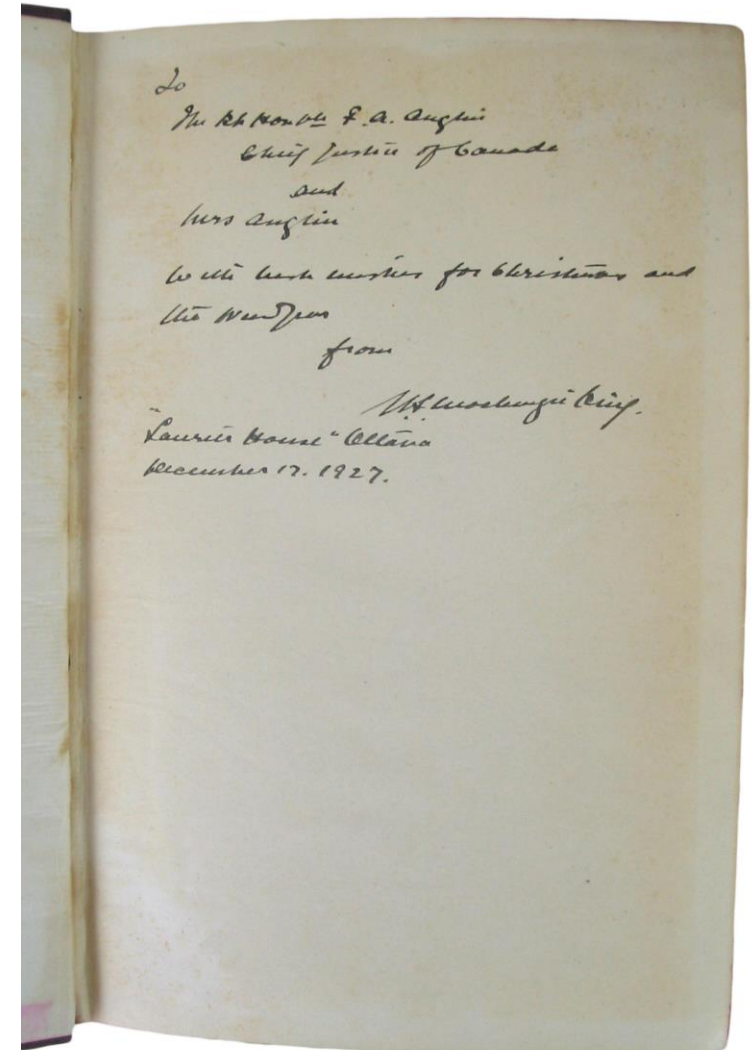 To
The Rt Honble F. A. Anglin
Chief Justice of Canada
and
Mrs Anglin
With best wishes for Christmas and
the New Year
from
W.L. Mackenzie King.
"Laurier House" Ottawa
December 17. 1927.